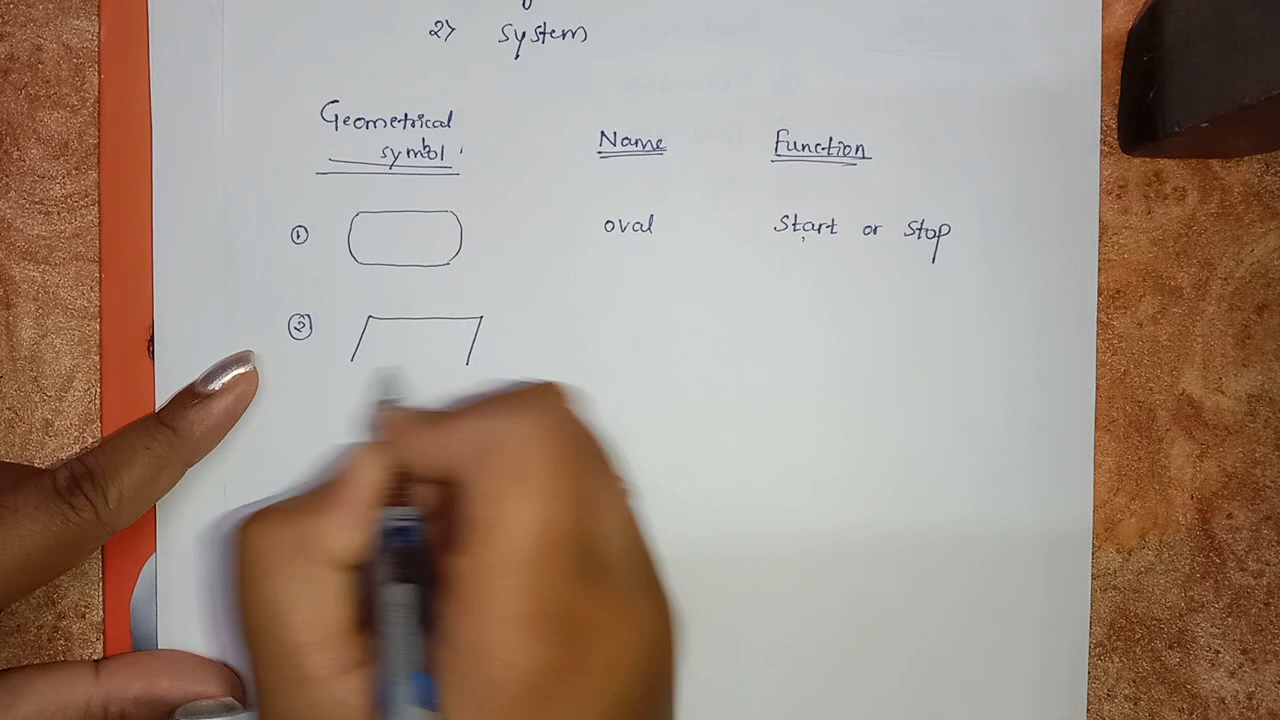 2) system
Geometrical
symbol
Name
Function
① oval Start or Stop
②